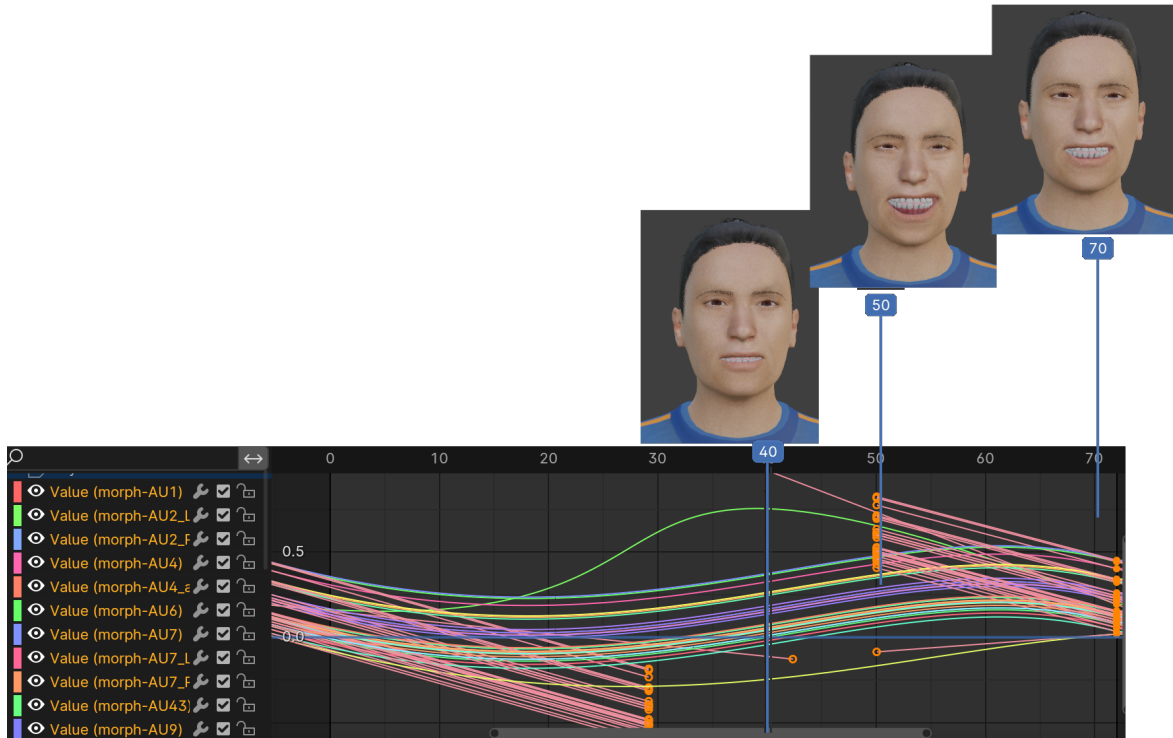 70
50
40
0 10 20 30 50 60 70
Value (morph-AU1)
Value (morph-AU2_L
Value (morph-AU2_R
0.5
Value (morph-AU4)
Value (morph-AU4_a
Value (morph-AU6)
Value (morph-AU7)
0.0
Value (morph-AU7_L
Value (morph-AU7_R
Value (morph-AU43)
Value (morph-AU9)